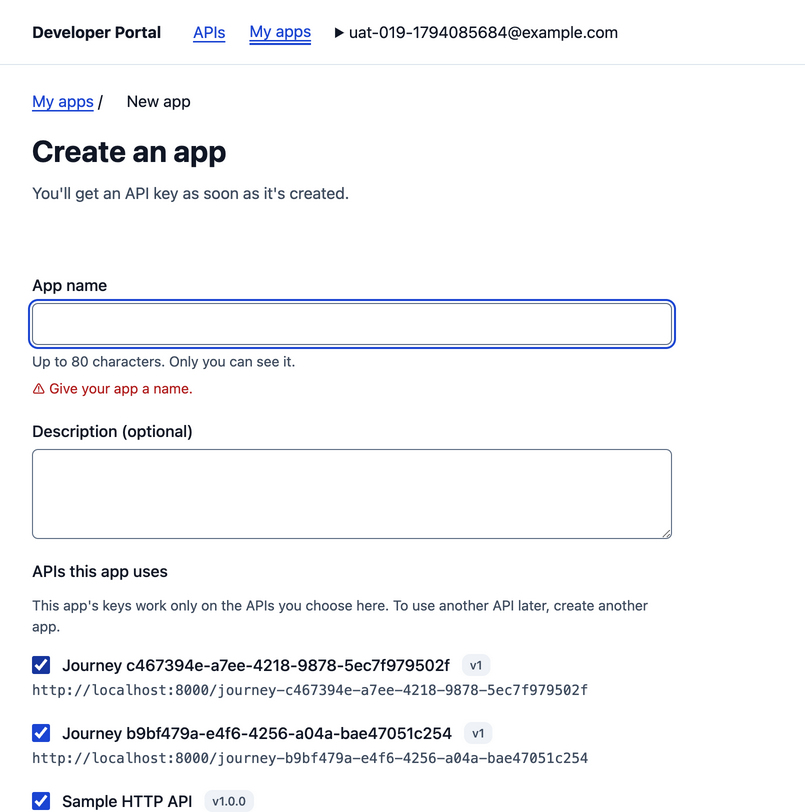 Developer Portal APIs My apps ▶ uat-019-1794085684@example.com
My apps / New app
Create an app
You'll get an API key as soon as it's created.
App name
Up to 80 characters. Only you can see it.
⚠ Give your app a name.
Description (optional)
APIs this app uses
This app's keys work only on the APIs you choose here. To use another API later, create another
app.
Journey c467394e-a7ee-4218-9878-5ec7f979502f v1
http://localhost:8000/journey-c467394e-a7ee-4218-9878-5ec7f979502f
Journey b9bf479a-e4f6-4256-a04a-bae47051c254 v1
http://localhost:8000/journey-b9bf479a-e4f6-4256-a04a-bae47051c254
Sample HTTP API v1.0.0